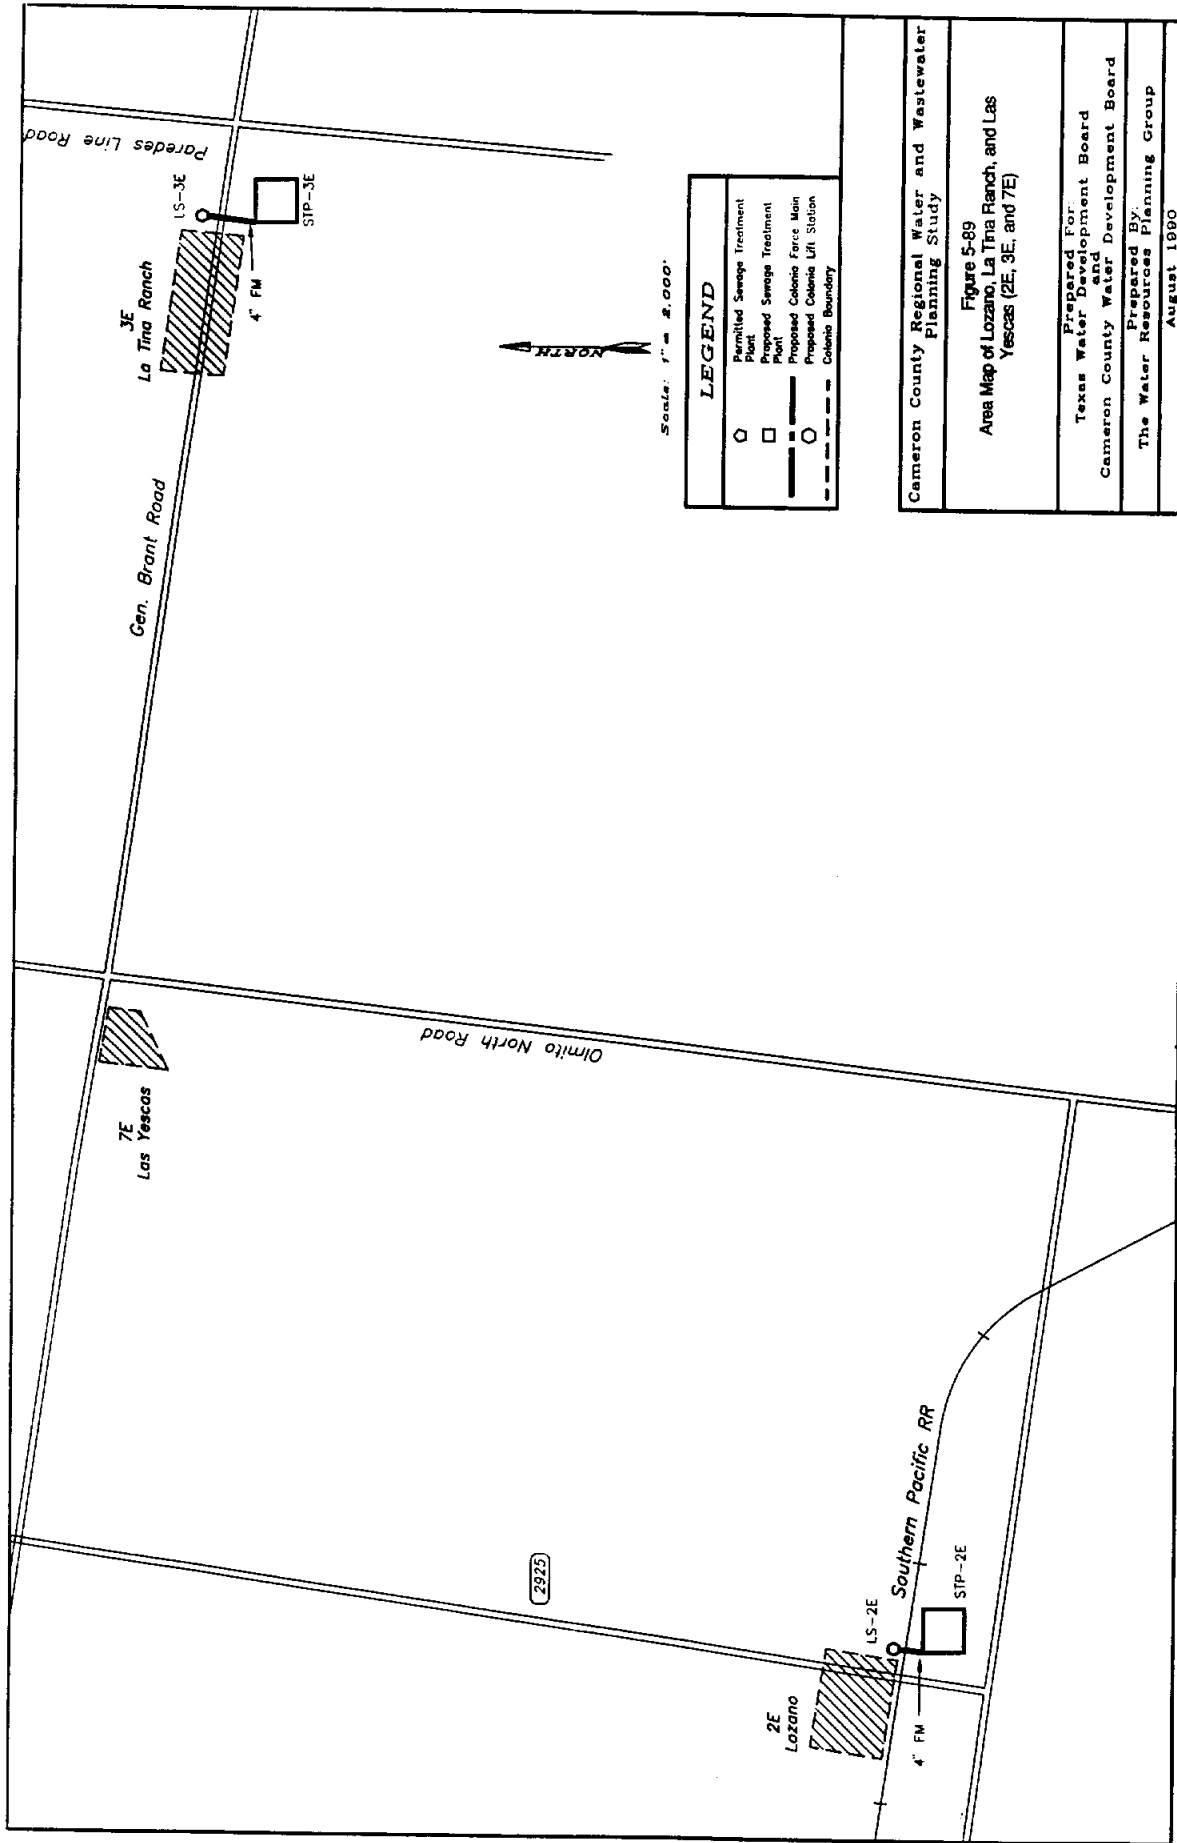 Paredes Line Road
LS-3E
STP-3E
4" FM
3E
La Tina Ranch
Gen. Brant Road
7E
Las Yescas
Olmito North Road
2925
Southern Pacific RR
2E
Lozano
LS-2E
STP-2E
4" FM
NORTH
Scale: 1" = 2,000'
LEGEND
Permitted Sewage Treatment
Plant
Proposed Sewage Treatment
Plant
Proposed Colonia Force Main
Proposed Colonia Lift Station
Colonia Boundary
Cameron County Regional Water and Wastewater
Planning Study
Figure 5-89
Area Map of Lozano, La Tina Ranch, and Las
Yescas (2E, 3E, and 7E)
Prepared For:
Texas Water Development Board
and
Cameron County Water Development Board
Prepared By:
The Water Resources Planning Group
August 1990